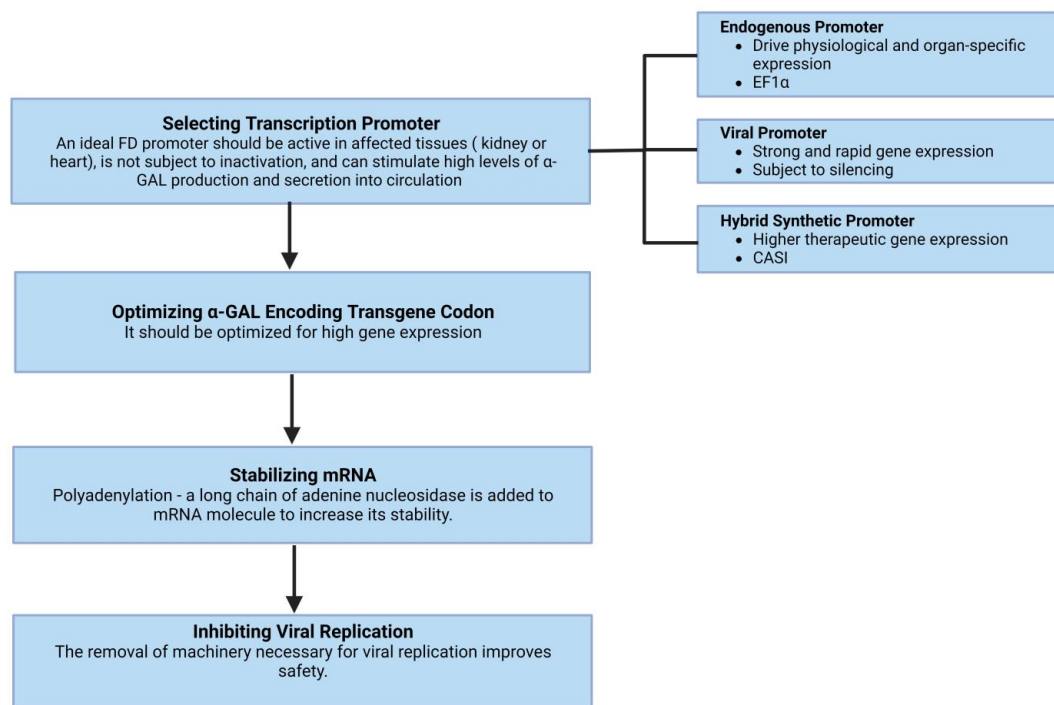 Selecting Transcription Promoter
An ideal FD promoter should be active in affected tissues ( kidney or
heart), is not subject to inactivation, and can stimulate high levels of α-
GAL production and secretion into circulation
Endogenous Promoter
• Drive physiological and organ-specific
expression
• EF1α
Viral Promoter
• Strong and rapid gene expression
• Subject to silencing
Hybrid Synthetic Promoter
• Higher therapeutic gene expression
• CASI
Optimizing α-GAL Encoding Transgene Codon
It should be optimized for high gene expression
Stabilizing mRNA
Polyadenylation - a long chain of adenine nucleosidase is added to
mRNA molecule to increase its stability.
Inhibiting Viral Replication
The removal of machinery necessary for viral replication improves
safety.